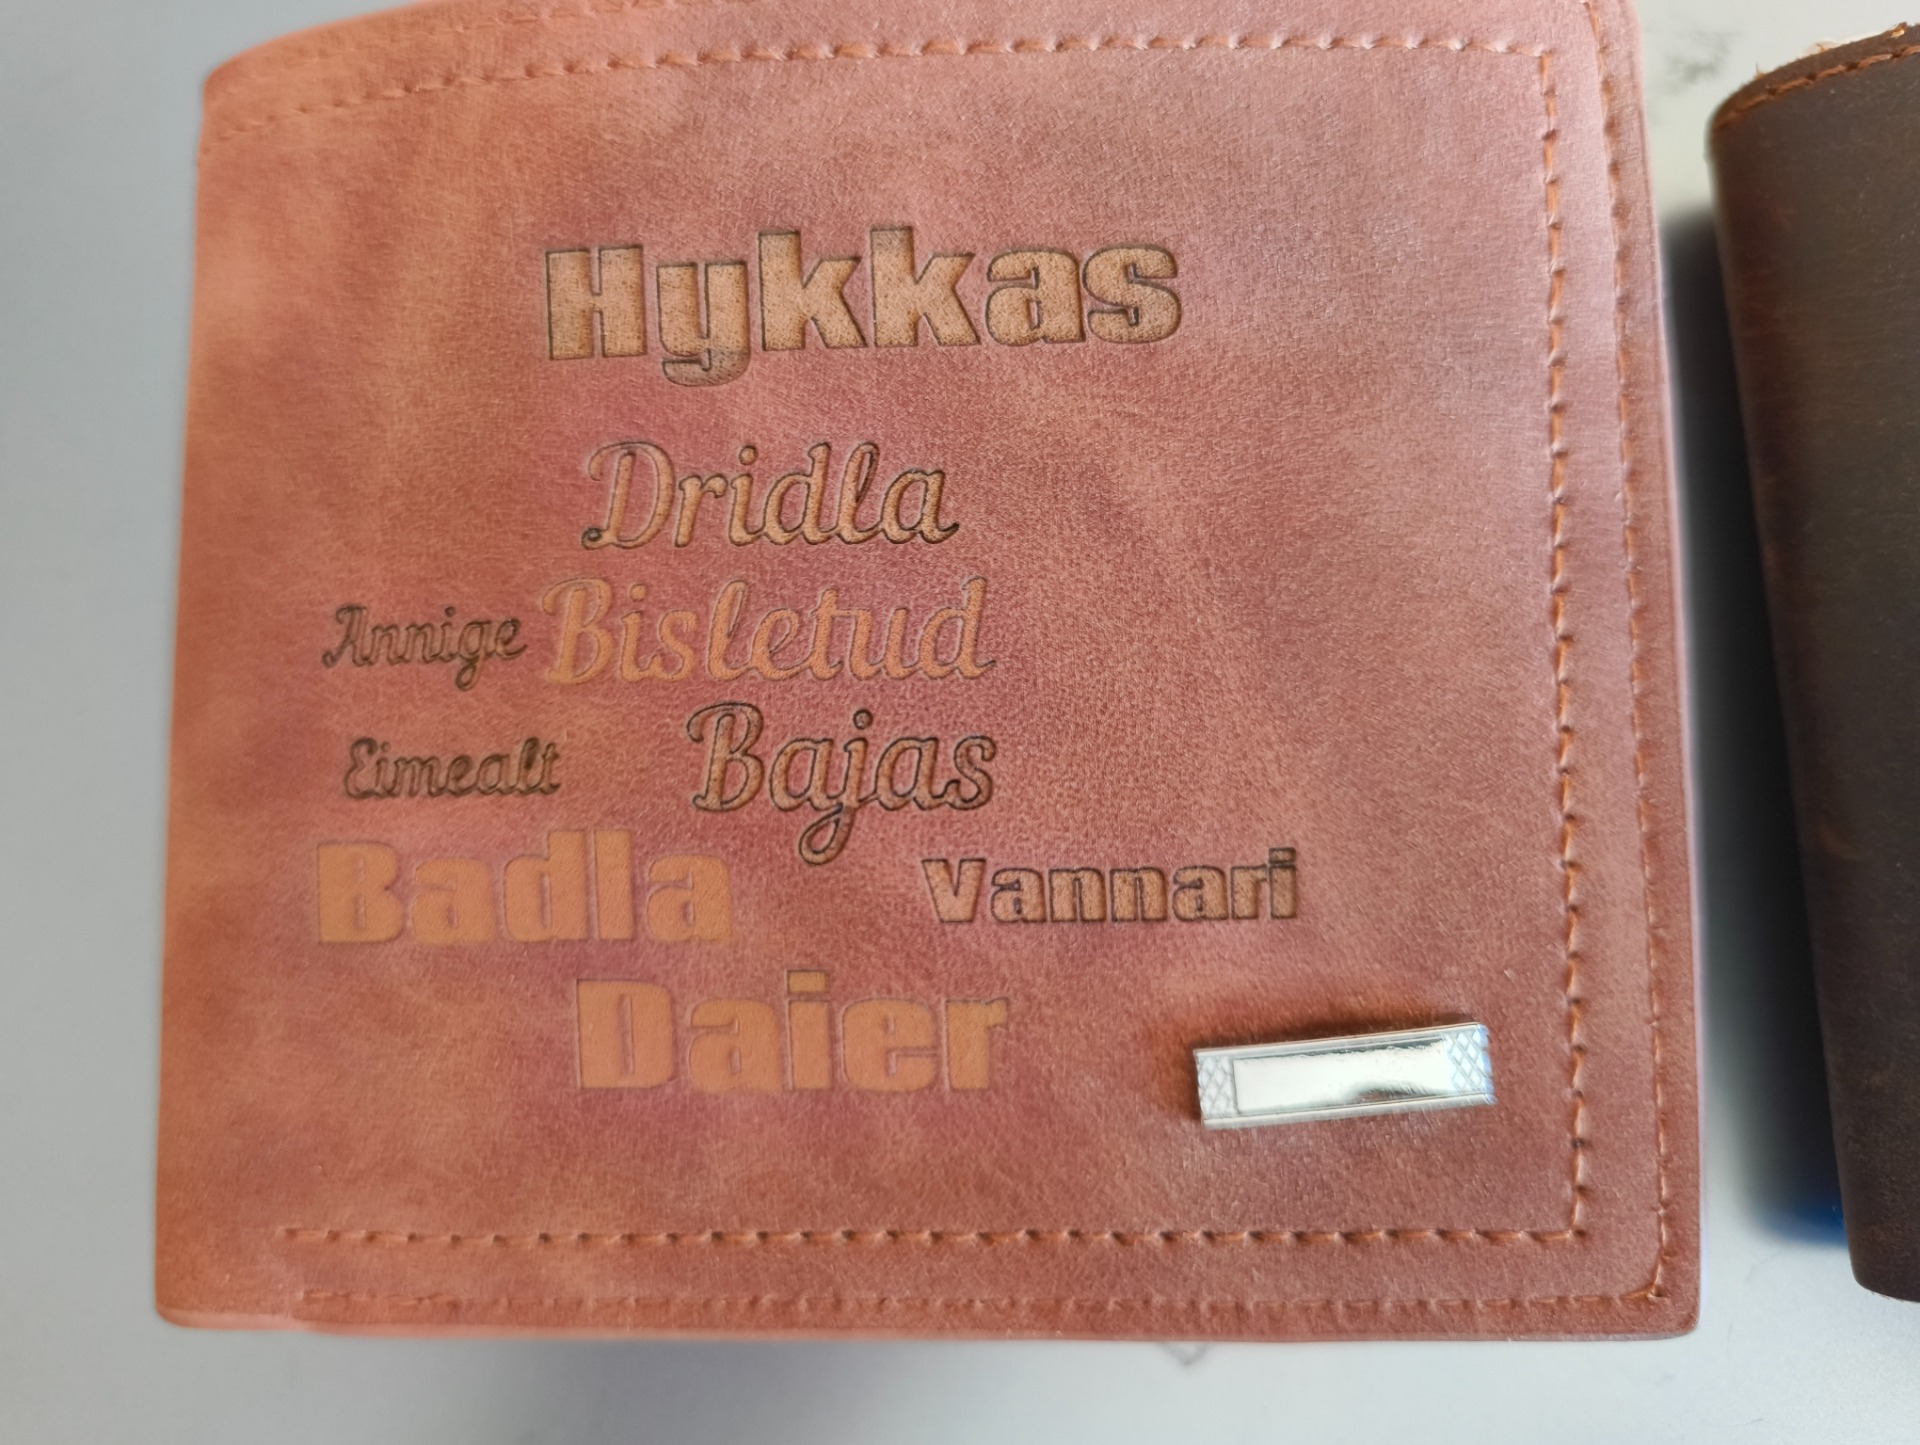 Hykkas
Dridla
Annige Bisletud
Eimealt Bajas
Badla Vannari
Daier